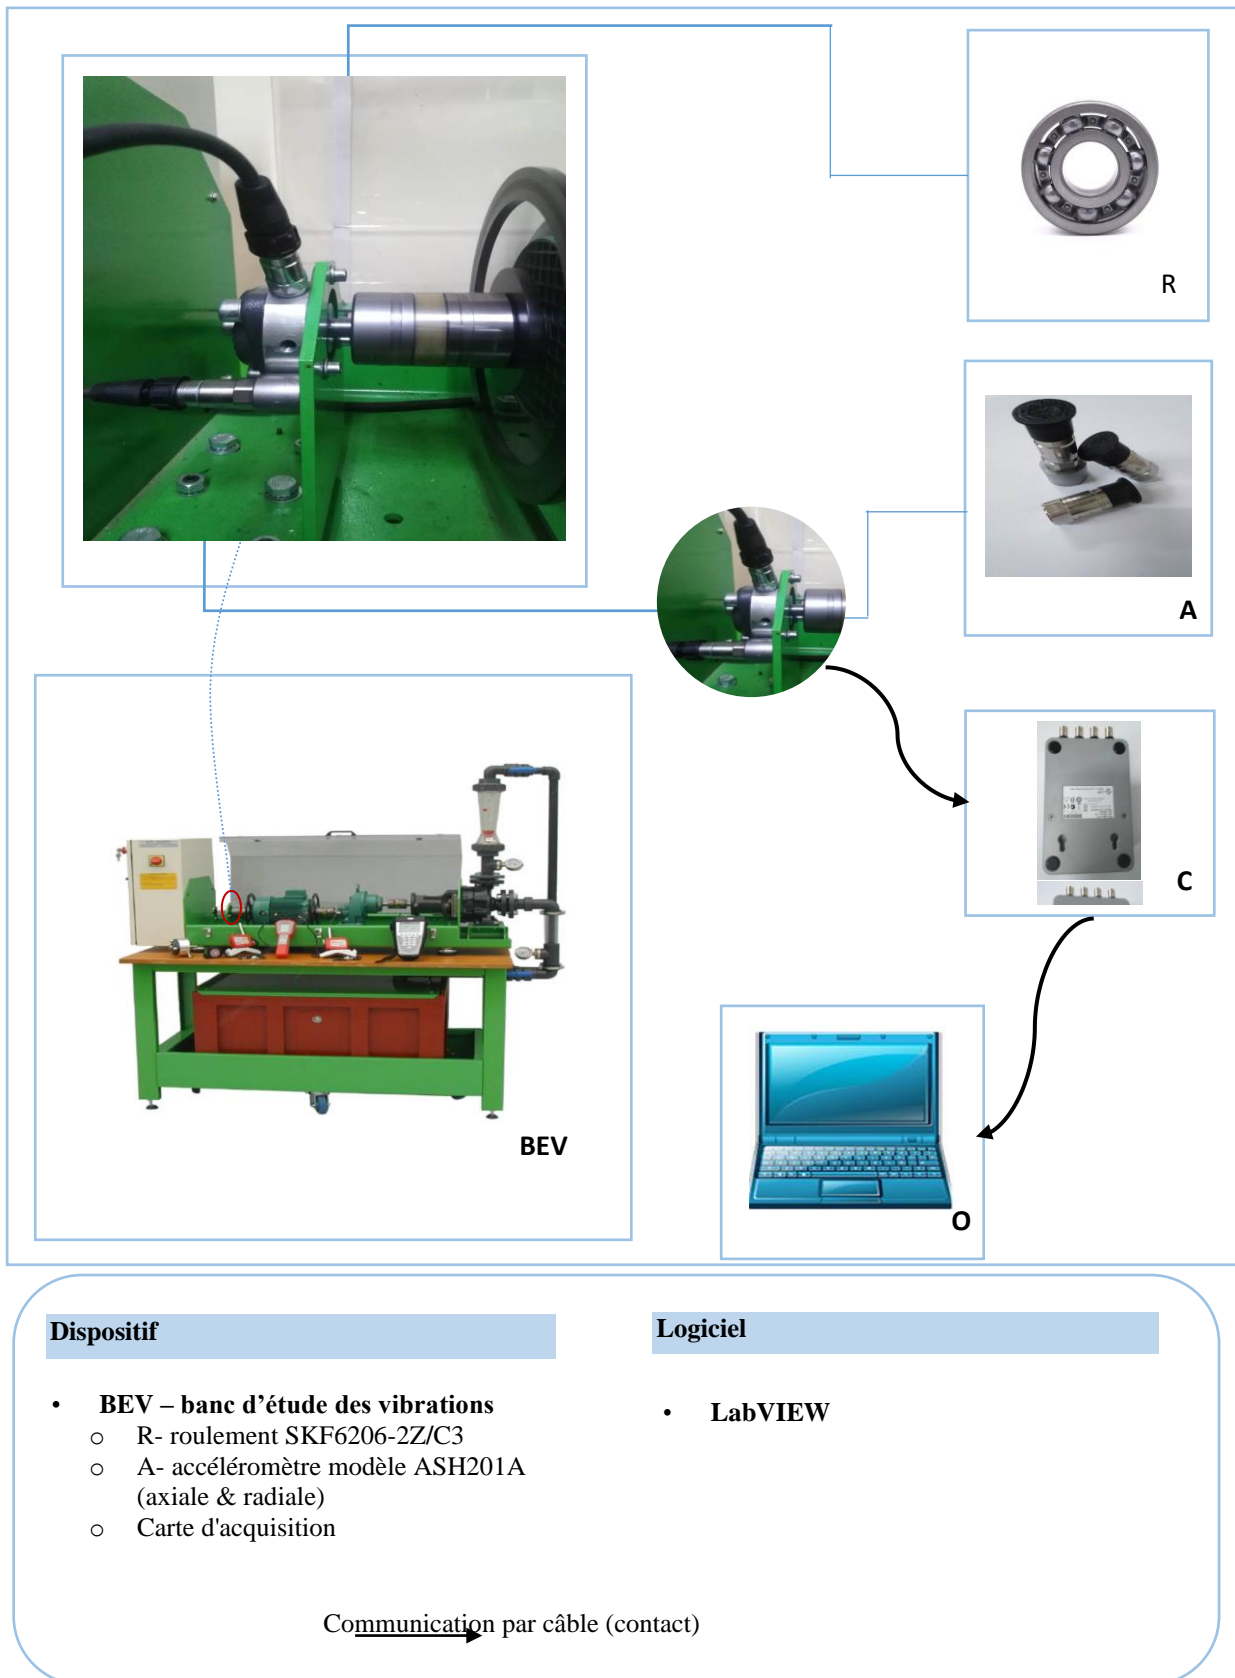 R
A
C
BEV
O
Dispositif
• BEV – banc d'étude des vibrations
o R- roulement SKF6206-2Z/C3
o A- accéléromètre modèle ASH201A
(axiale & radiale)
o Carte d'acquisition
Logiciel
• LabVIEW
Communication par câble (contact)